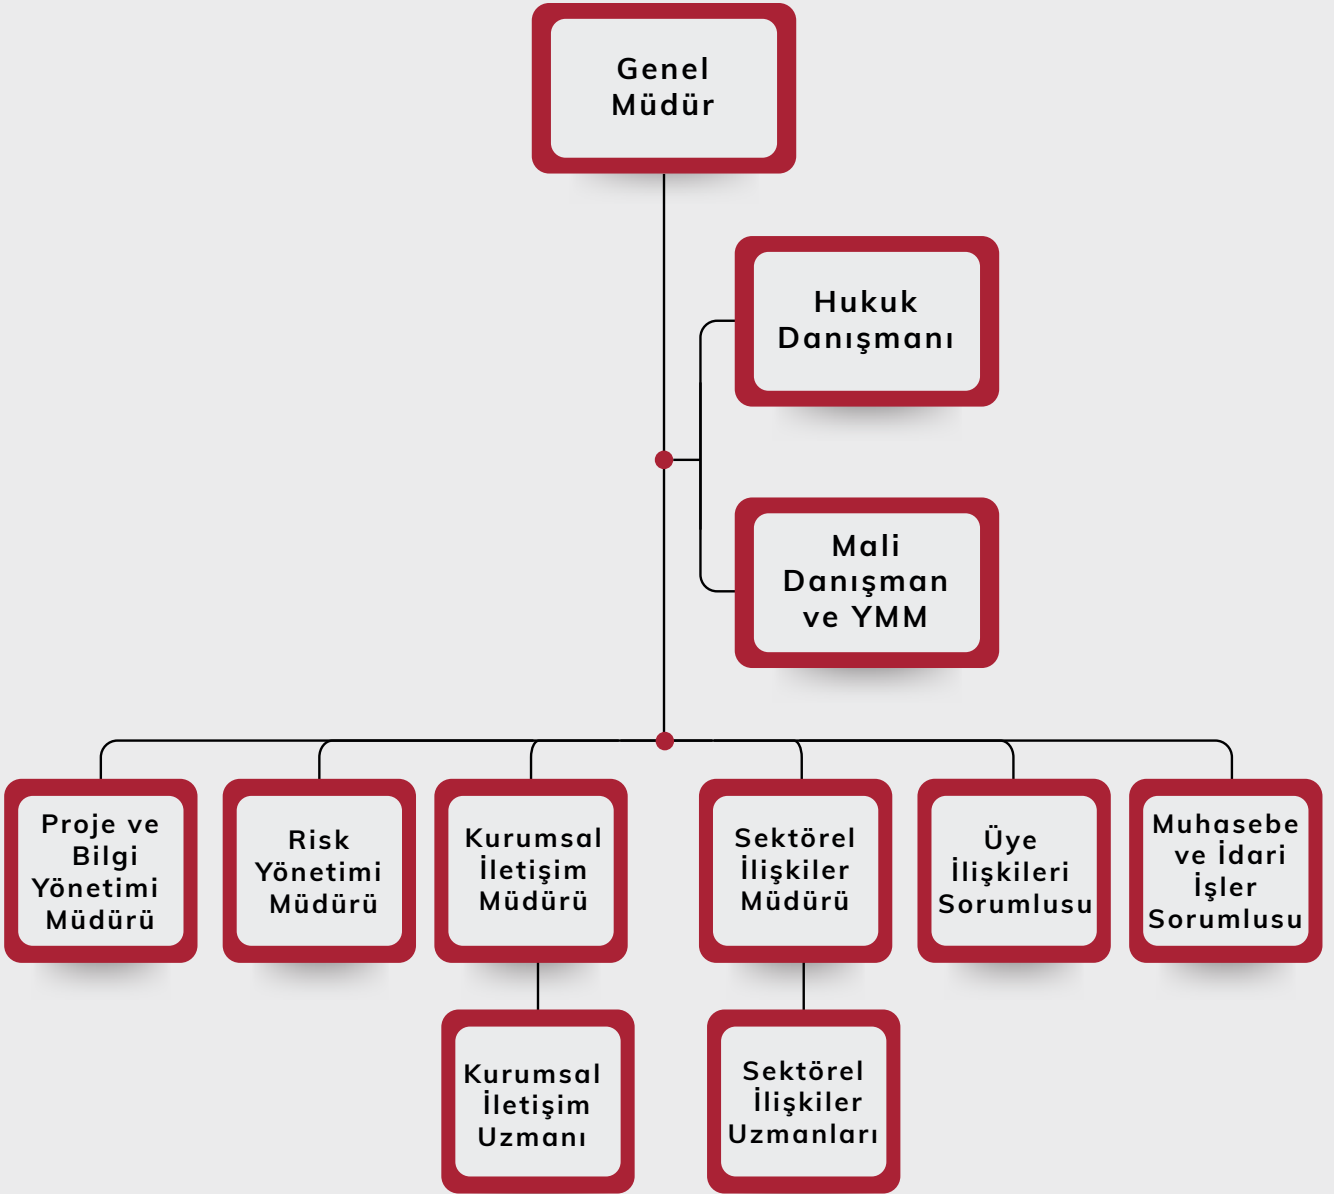 Genel
Müdür
Hukuk
Danışmanı
Mali
Danışman
ve YMM
Proje ve
Bilgi
Yönetimi
Müdürü
Risk
Yönetimi
Müdürü
Kurumsal
İletişim
Müdürü
Sektörel
İlişkiler
Müdürü
Üye
İlişkileri
Sorumlusu
Muhasebe
ve İdari
İşler
Sorumlusu
Kurumsal
İletişim
Uzmanı
Sektörel
İlişkiler
Uzmanları